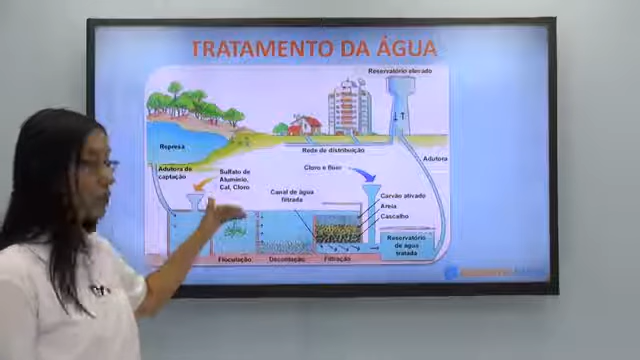 TRATAMENTO DA ÁGUA
Reservatório elevado
Represa
Rede de distribuição
Adutora
Adutora de
captação
Sulfato de
Alumínio,
Cal, Cloro
Cloro e flúor
Canal de água
filtrada
Carvão ativado
Areia
Cascalho
Reservatório
de água
tratada
Floculação
Decantação
Filtração